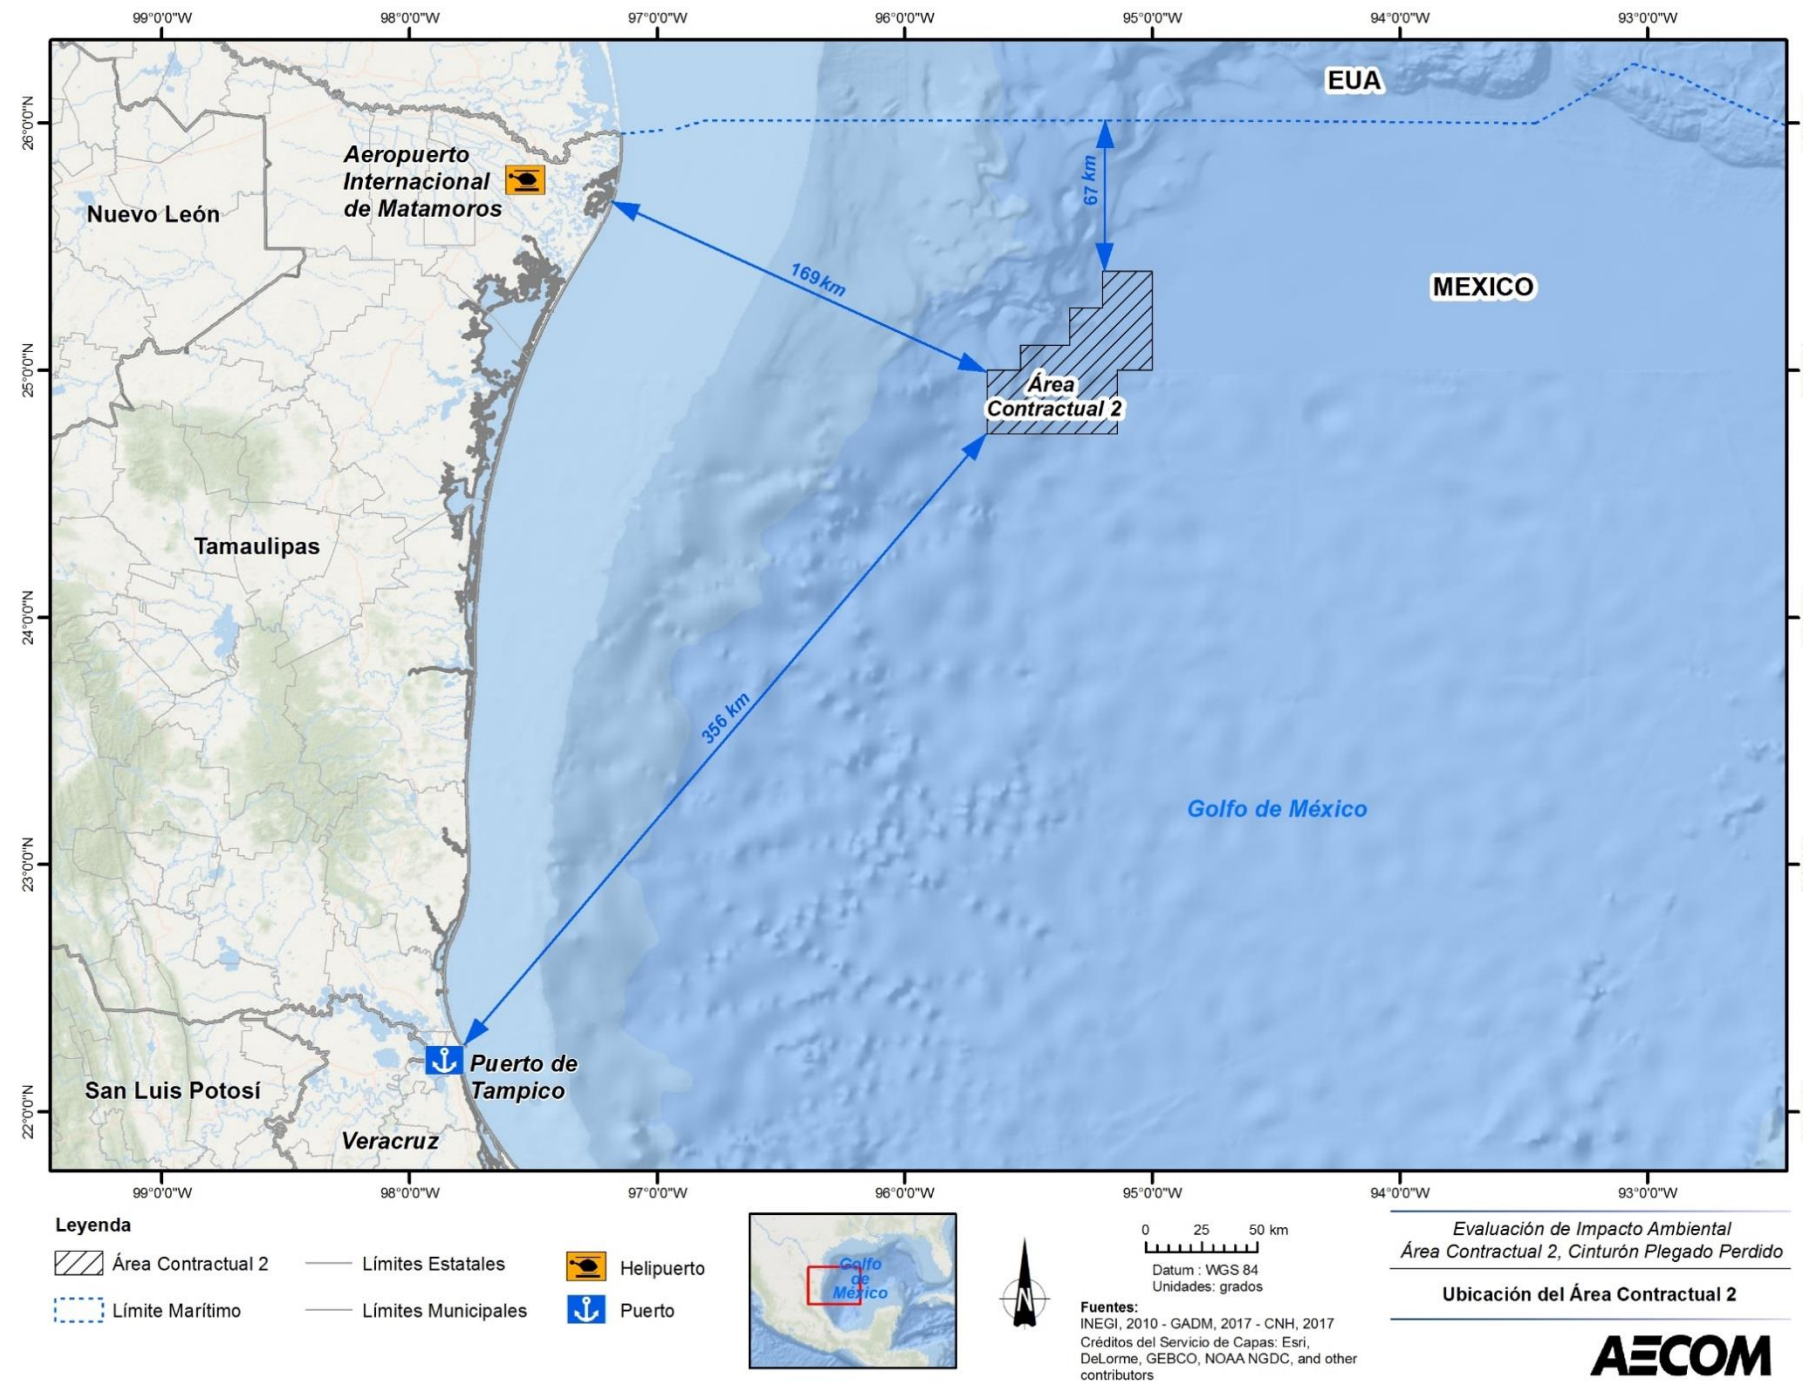 99°0'0"W 98°0'0"W 97°0'0"W 96°0'0"W 95°0'0"W 94°0'0"W 93°0'0"W
26°0'0"N
25°0'0"N
24°0'0"N
23°0'0"N
22°0'0"N
EUA
Aeropuerto
Internacional
de Matamoros
Nuevo León
67 km
169 km
MEXICO
Área
Contractual 2
Tamaulipas
356 km
Golfo de México
Puerto de
Tampico
San Luis Potosí
Veracruz
99°0'0"W 98°0'0"W 97°0'0"W 96°0'0"W 95°0'0"W 94°0'0"W 93°0'0"W
Leyenda
Área Contractual 2
Límite Marítimo
Límites Estatales
Límites Municipales
Helipuerto
Puerto
Golfo
de
México
N
0 25 50 km
Datum : WGS 84
Unidades: grados
Fuentes:
INEGI, 2010 - GADM, 2017 - CNH, 2017
Créditos del Servicio de Capas: Esri,
DeLorme, GEBCO, NOAA NGDC, and other
contributors
Evaluación de Impacto Ambiental
Área Contractual 2, Cinturón Plegado Perdido
Ubicación del Área Contractual 2
AECOM